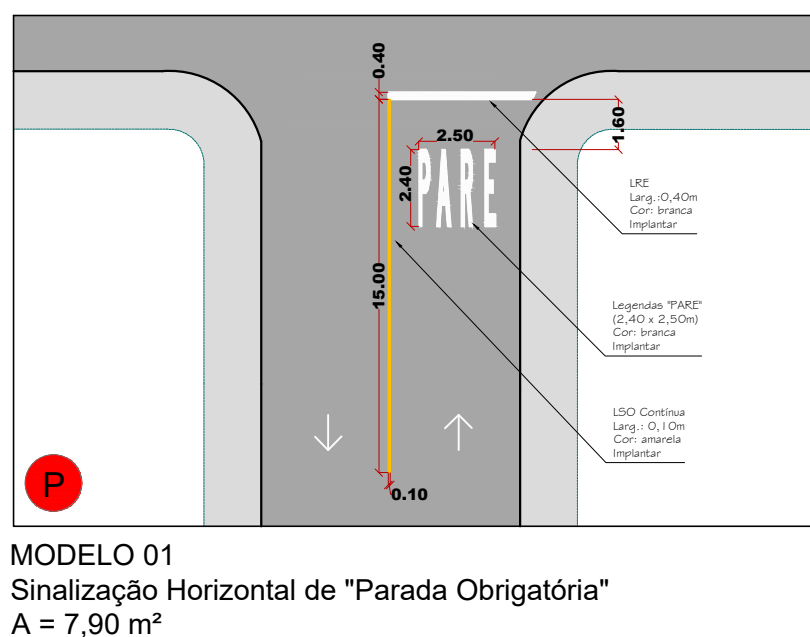 0.40
1.60
2.50
2.40
PARE
15.00
0.10
LRE
Larg.:0,40m
Cor: branca
Implantar
Legendas "PARE"
(2,40 x 2,50m)
Cor: branca
Implantar
LSO Contínua
Larg.: 0,10m
Cor: amarela
Implantar
P
MODELO 01
Sinalização Horizontal de "Parada Obrigatória"
A = 7,90 m²